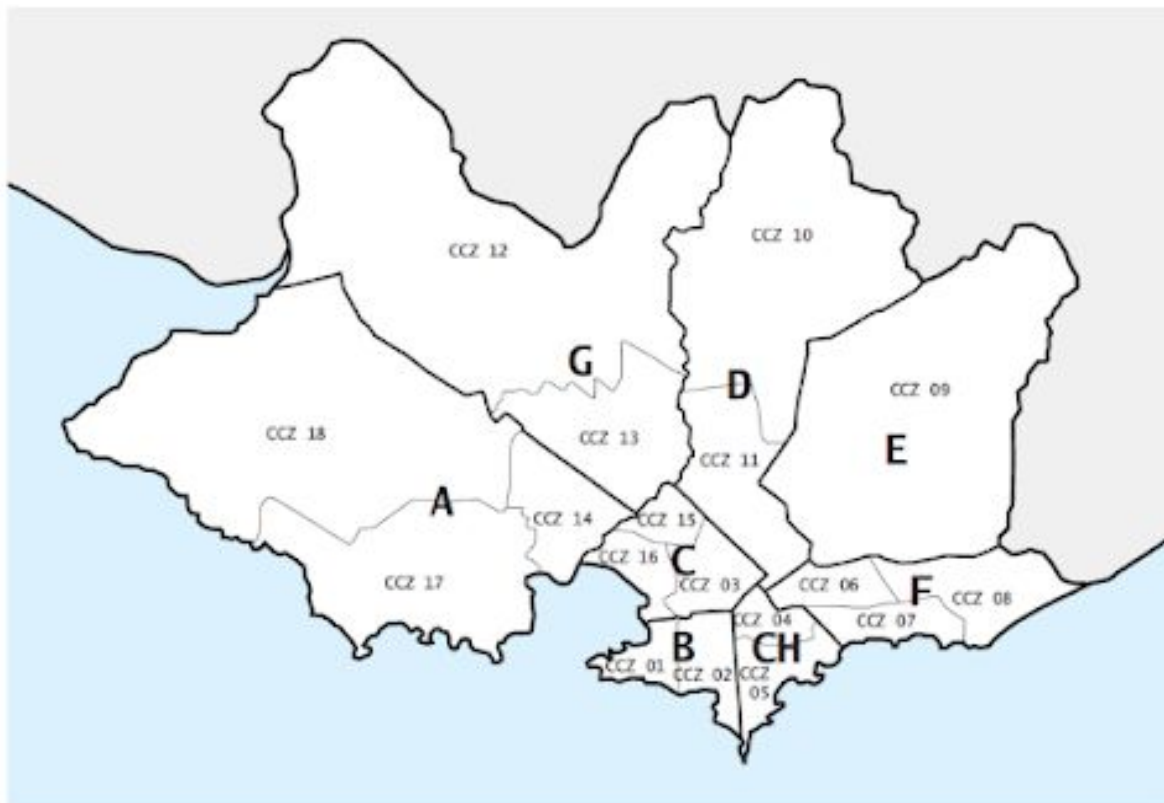 CCZ 10
CCZ 12
G
D
CCZ 09
CCZ 18
CCZ 13
E
CCZ 11
A
CCZ 14
CCZ 15
CCZ 16
C
CCZ 17
CCZ 03
CCZ 06
F
CCZ 08
CCZ 04
CCZ 07
B
CH
CCZ 01
CCZ 02
CCZ
05